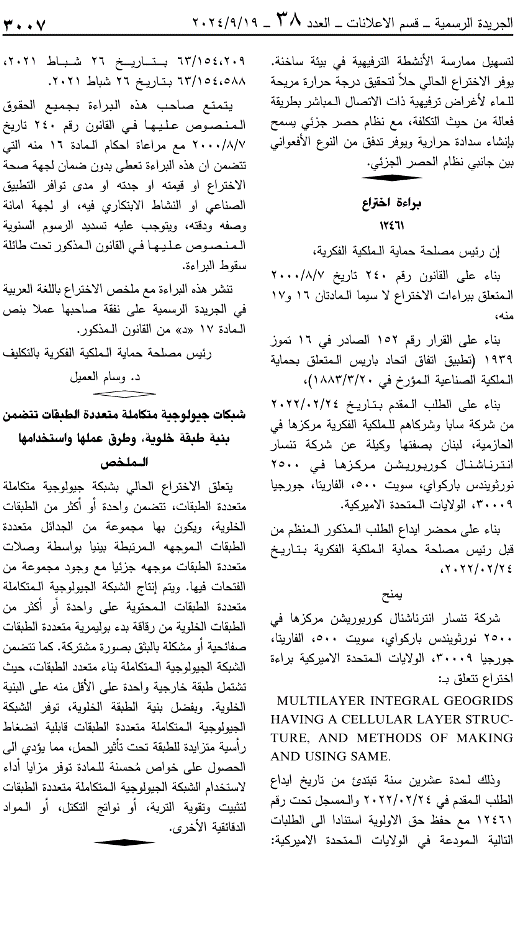 الجريدة الرسمية ــ قسم الاعلانات ــ العدد ٣٨ ــ ٢٠٢٤/٩/١٩
٣٠٠٧
لتسهيل ممارسة الأنشطة الترفيهية في بيئة ساخنة.
يوفر الاختراع الحالي حلاً لتحقيق درجة حرارة مريحة
للماء لأغراض ترفيهية ذات الاتصال المباشر بطريقة
فعالة من حيث التكلفة، مع نظام حصر جزئي يسمح
بإنشاء سدادة حرارية ويوفر تدفق من النوع الأفعواني
بين جانبي نظام الحصر الجزئي.
براءة اختراع
١٢٤٦١
إن رئيس مصلحة حماية الملكية الفكرية،
بناء على القانون رقم ٢٤٠ تاريخ ٢٠٠٠/٨/٧
المتعلق ببراءات الاختراع لا سيما المادتان ١٦ و١٧
منه،
بناء على القرار رقم ١٥٢ الصادر في ١٦ تموز
١٩٣٩ (تطبيق اتفاق اتحاد باريس المتعلق بحماية
الملكية الصناعية المؤرخ في ١٨٨٣/٣/٢٠)،
بناء على الطلب المقدم بتاريخ ٢٠٢٢/٠٢/٢٤
من شركة سابا وشركاهم للملكية الفكرية مركزها في
الحازمية، لبنان بصفتها وكيلة عن شركة تنسار
انترناشنال كوربوريشن مركزها في ٢٥٠٠
نورثويندس باركواي، سويت ٥٠٠، الفاريتا، جورجيا
٣٠٠٠٩، الولايات المتحدة الاميركية.
بناء على محضر ايداع الطلب المذكور المنظم من
قبل رئيس مصلحة حماية الملكية الفكرية بتاريخ
٢٠٢٢/٠٢/٢٤،
يمنح
شركة تنسار انترناشنال كوربوريشن مركزها في
٢٥٠٠ نورثويندس باركواي، سويت ٥٠٠، الفاريتا،
جورجيا ٣٠٠٠٩، الولايات المتحدة الاميركية براءة
اختراع تتعلق بـ:
MULTILAYER INTEGRAL GEOGRIDS
HAVING A CELLULAR LAYER STRUC-
TURE, AND METHODS OF MAKING
AND USING SAME.
وذلك لمدة عشرين سنة تبتدئ من تاريخ ايداع
الطلب المقدم في ٢٠٢٢/٠٢/٢٤ والمسجل تحت رقم
١٢٤٦١ مع حفظ حق الاولوية استنادا الى الطلبات
التالية المودعة في الولايات المتحدة الاميركية:
٦٣/١٥٤،٢٠٩ بتاريخ ٢٦ شباط ٢٠٢١،
٦٣/١٥٤،٥٨٨ بتاريخ ٢٦ شباط ٢٠٢١.
يتمتع صاحب هذه البراءة بجميع الحقوق
المنصوص عليها في القانون رقم ٢٤٠ تاريخ
٢٠٠٠/٨/٧ مع مراعاة احكام المادة ١٦ منه التي
تتضمن ان هذه البراءة تعطى بدون ضمان لجهة صحة
الاختراع او قيمته او جدته او مدى توافر التطبيق
الصناعي او النشاط الابتكاري فيه، او لجهة امانة
وصفه ودقته، ويتوجب عليه تسديد الرسوم السنوية
المنصوص عليها في القانون المذكور تحت طائلة
سقوط البراءة.
تنشر هذه البراءة مع ملخص الاختراع باللغة العربية
في الجريدة الرسمية على نفقة صاحبها عملا بنص
المادة ١٧ «د» من القانون المذكور.
رئيس مصلحة حماية الملكية الفكرية بالتكليف
د. وسام العميل
شبكات جيولوجية متكاملة متعددة الطبقات تتضمن
بنية طبقة خلوية، وطرق عملها واستخدامها
الملخص
يتعلق الاختراع الحالي بشبكة جيولوجية متكاملة
متعددة الطبقات، تتضمن واحدة أو أكثر من الطبقات
الخلوية، ويكون بها مجموعة من الجدائل متعددة
الطبقات الموجهه المرتبطة بينيا بواسطة وصلات
متعددة الطبقات موجهه جزئيا مع وجود مجموعة من
الفتحات فيها. ويتم إنتاج الشبكة الجيولوجية المتكاملة
متعددة الطبقات المحتوية على واحدة أو أكثر من
الطبقات الخلوية من رقاقة بدء بوليمرية متعددة الطبقات
صفائحية أو مشكلة بالبثق بصورة مشتركة. كما تتضمن
الشبكة الجيولوجية المتكاملة بناء متعدد الطبقات، حيث
تشتمل طبقة خارجية واحدة على الأقل منه على البنية
الخلوية. وبفضل بنية الطبقة الخلوية، توفر الشبكة
الجيولوجية المتكاملة متعددة الطبقات قابلية انضغاط
رأسية متزايدة للطبقة تحت تأثير الحمل، مما يؤدي الى
الحصول على خواص مُحسنة للمادة توفر مزايا أداء
لاستخدام الشبكة الجيولوجية المتكاملة متعددة الطبقات
لتثبيت وتقوية التربة، أو نواتج التكتل، أو المواد
الدقائقية الأخرى.